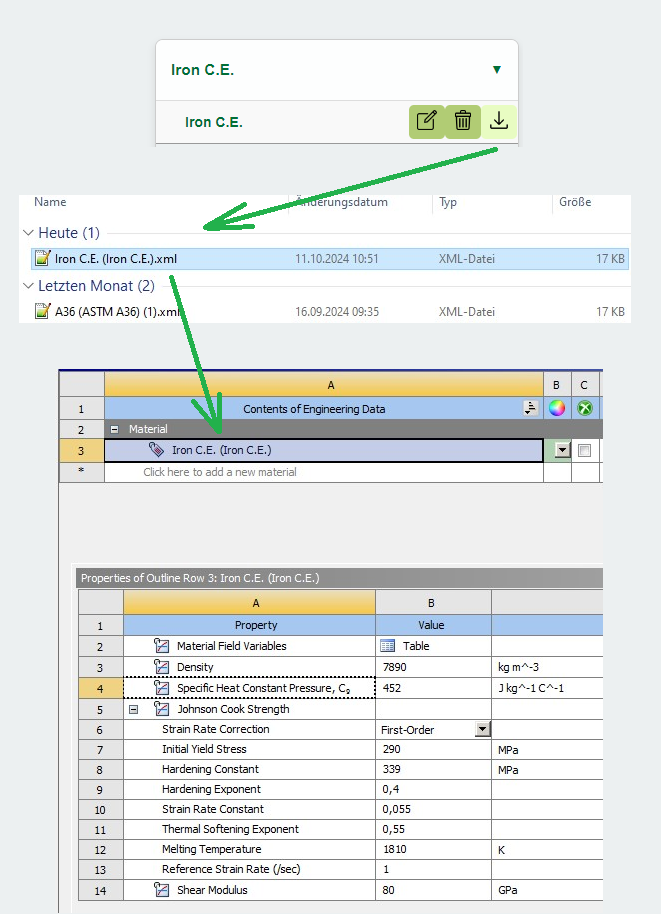 Iron C.E.
Iron C.E.
Name Änderungsdatum Typ Größe
Heute (1)
Iron C.E. (Iron C.E.).xml 11.10.2024 10:51 XML-Datei 17 KB
Letzten Monat (2)
A36 (ASTM A36) (1).xml 16.09.2024 09:35 XML-Datei 17 KB
A B C
1 Contents of Engineering Data
2 Material
3 Iron C.E. (Iron C.E.)
* Click here to add a new material
Properties of Outline Row 3: Iron C.E. (Iron C.E.)
A B
1 Property Value
2 Material Field Variables Table
3 Density 7890 kg m^-3
4 Specific Heat Constant Pressure, Cₚ 452 J kg^-1 C^-1
5 Johnson Cook Strength
6 Strain Rate Correction First-Order
7 Initial Yield Stress 290 MPa
8 Hardening Constant 339 MPa
9 Hardening Exponent 0,4
10 Strain Rate Constant 0,055
11 Thermal Softening Exponent 0,55
12 Melting Temperature 1810 K
13 Reference Strain Rate (/sec) 1
14 Shear Modulus 80 GPa